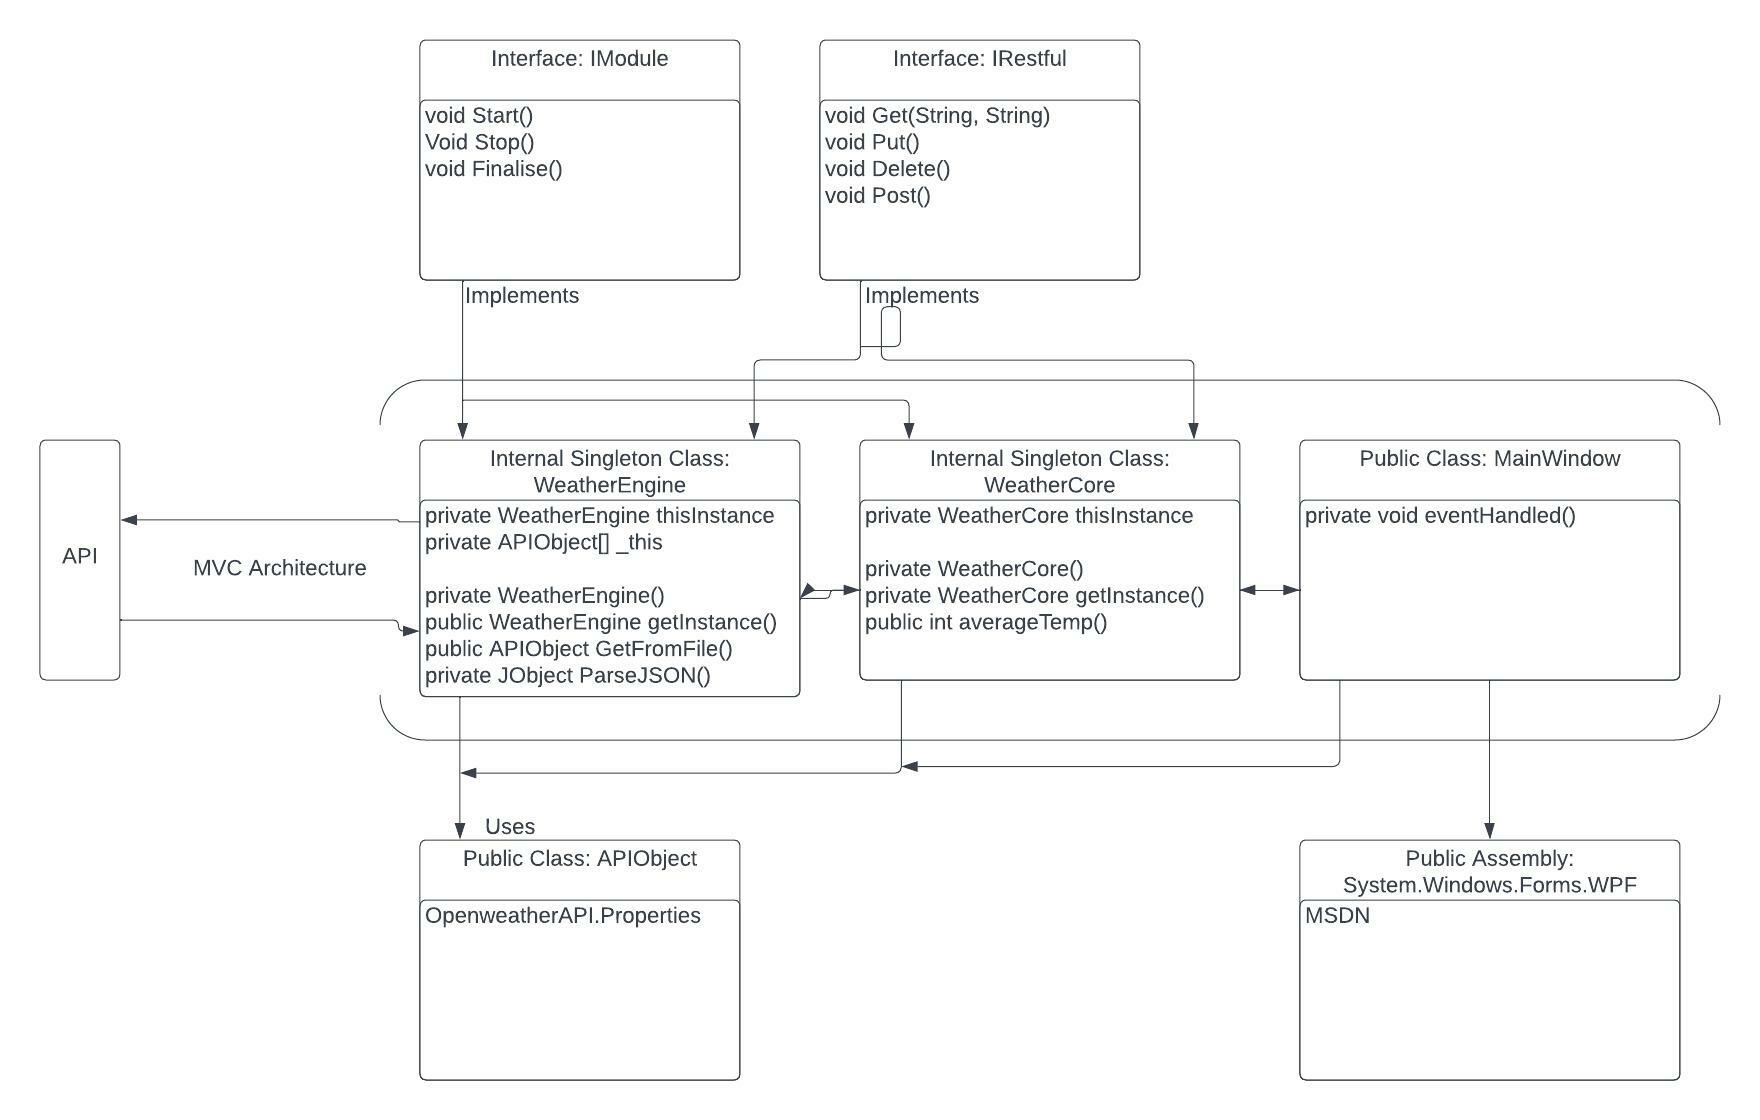 Interface: IModule
void Start()
Void Stop()
void Finalise()
Interface: IRestful
void Get(String, String)
void Put()
void Delete()
void Post()
Implements
Implements
API
MVC Architecture
Internal Singleton Class:
WeatherEngine
private WeatherEngine thisInstance
private APIObject[] _this
private WeatherEngine()
public WeatherEngine getInstance()
public APIObject GetFromFile()
private JObject ParseJSON()
Internal Singleton Class:
WeatherCore
private WeatherCore thisInstance
private WeatherCore()
private WeatherCore getInstance()
public int averageTemp()
Public Class: MainWindow
private void eventHandled()
Uses
Public Class: APIObject
OpenweatherAPI.Properties
Public Assembly:
System.Windows.Forms.WPF
MSDN